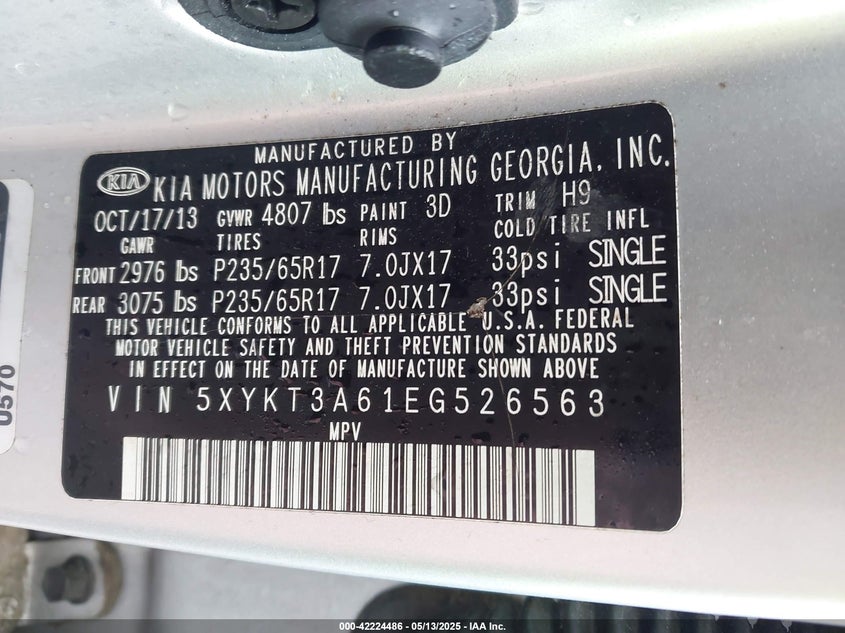 MANUFACTURED BY
KIA KIA MOTORS MANUFACTURING GEORGIA, INC.
OCT/17/13 GVWR 4807 lbs PAINT 3D TRIM H9
GAWR TIRES RIMS COLD TIRE INFL
FRONT 2976 lbs P235/65R17 7.0JX17 33psi SINGLE
REAR 3075 lbs P235/65R17 7.0JX17 33psi SINGLE
THIS VEHICLE CONFORMS TO ALL APPLICABLE U.S.A. FEDERAL
MOTOR VEHICLE SAFETY AND THEFT PREVENTION STANDARDS
IN EFFECT ON THE DATE OF MANUFACTURE SHOWN ABOVE
VIN 5XYKT3A61EG526563
MPV
0570
000-42224486 - 05/13/2025 - IAA Inc.